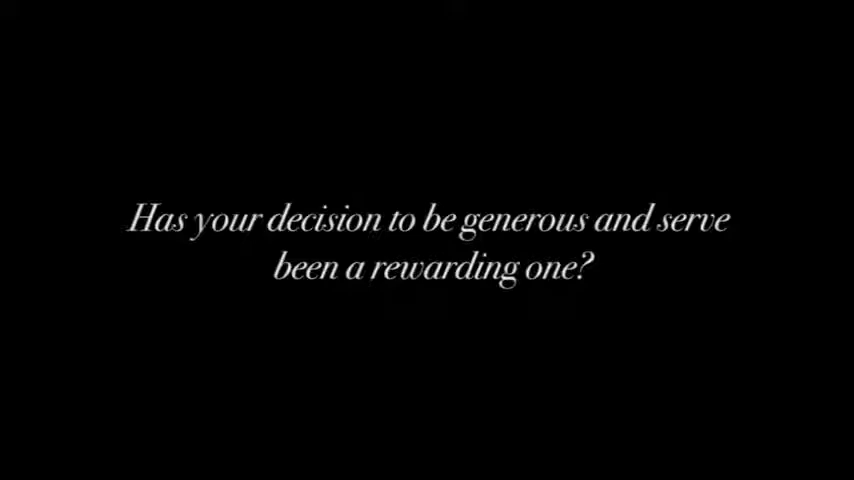 Has your decision to be generous and serve
been a rewarding one?